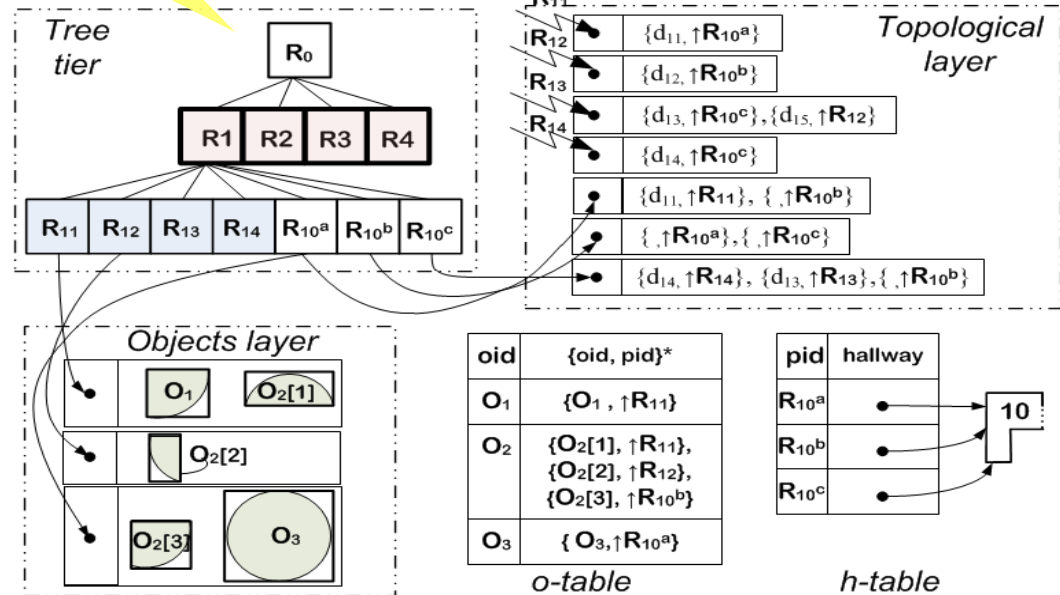 Tree
tier
R0
R1 R2 R3 R4
R11 R12 R13 R14 R10a R10b R10c
Topological
layer
R12 {d11, ↑R10a}
R13 {d12, ↑R10b}
R14 {d13, ↑R10c},{d15, ↑R12}
{d14, ↑R10c}
{d11, ↑R11}, { ,↑R10b}
{ ,↑R10a},{ ,↑R10c}
{d14, ↑R14}, {d13, ↑R13},{ ,↑R10b}
Objects layer
O1 O2[1]
O2[2]
O2[3] O3
oid {oid, pid}*
O1 {O1 , ↑R11}
O2 {O2[1], ↑R11},
{O2[2], ↑R12},
{O2[3], ↑R10b}
O3 { O3,↑R10a}
o-table
pid hallway
R10a
R10b
R10c
10
h-table